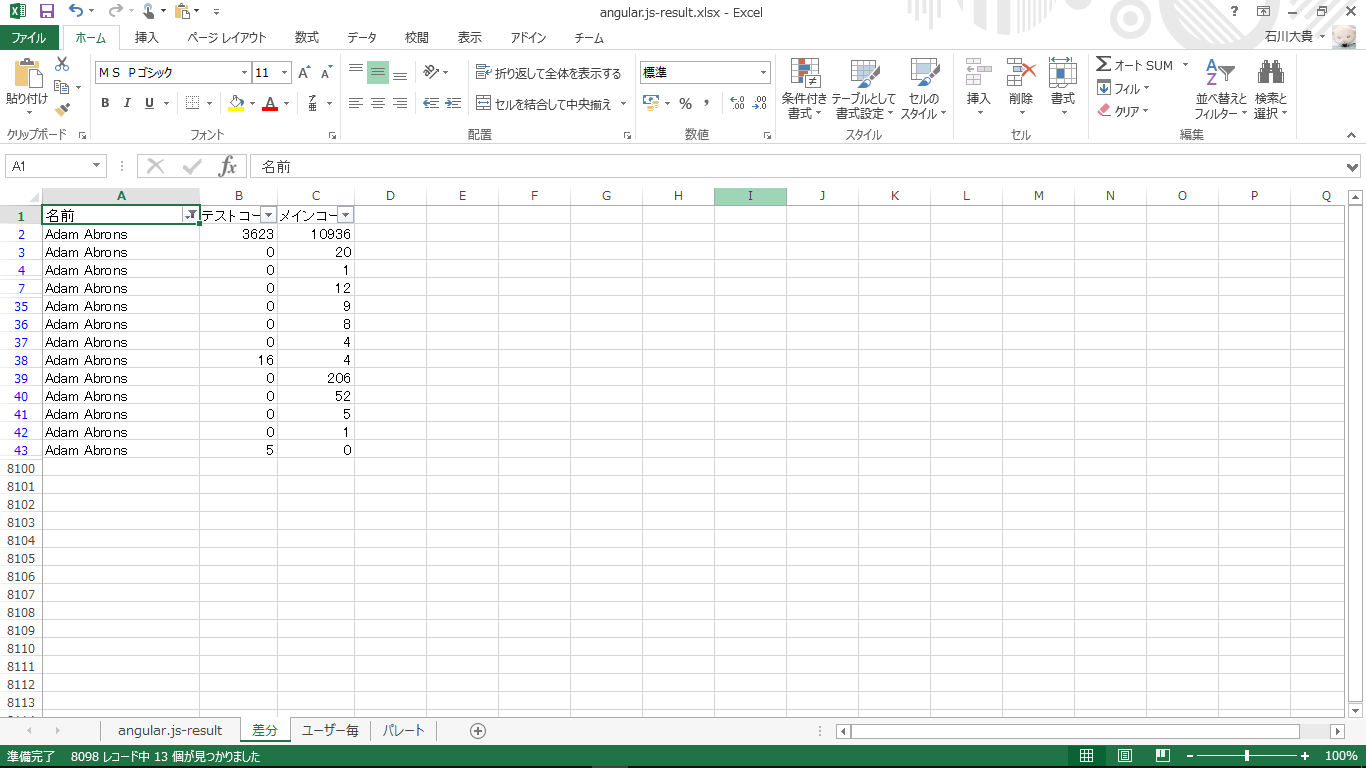 angular.js-result.xlsx - Excel
ファイル ホーム 挿入 ページ レイアウト 数式 データ 校閲 表示 アドイン チーム 石川大貴
ＭＳ Ｐゴシック 11 折り返して全体を表示する 標準 オート SUM
貼り付け B I U セルを結合して中央揃え % 条件付き書式 テーブルとして書式設定 セルのスタイル 挿入 削除 書式 フィル クリア 並べ替えとフィルター 検索と選択
クリップボード フォント 配置 数値 スタイル セル 編集
A1 fx 名前
A B C D E F G H I J K L M N O P Q
1 名前 テストコー メインコー
2 Adam Abrons 3623 10936
3 Adam Abrons 0 20
4 Adam Abrons 0 1
7 Adam Abrons 0 12
35 Adam Abrons 0 9
36 Adam Abrons 0 8
37 Adam Abrons 0 4
38 Adam Abrons 16 4
39 Adam Abrons 0 206
40 Adam Abrons 0 52
41 Adam Abrons 0 5
42 Adam Abrons 0 1
43 Adam Abrons 5 0
8100
8101
8102
8103
8104
8105
8106
8107
8108
8109
8110
8111
8112
8113
angular.js-result 差分 ユーザー毎 パレート
準備完了 8098 レコード中 13 個が見つかりました 100%